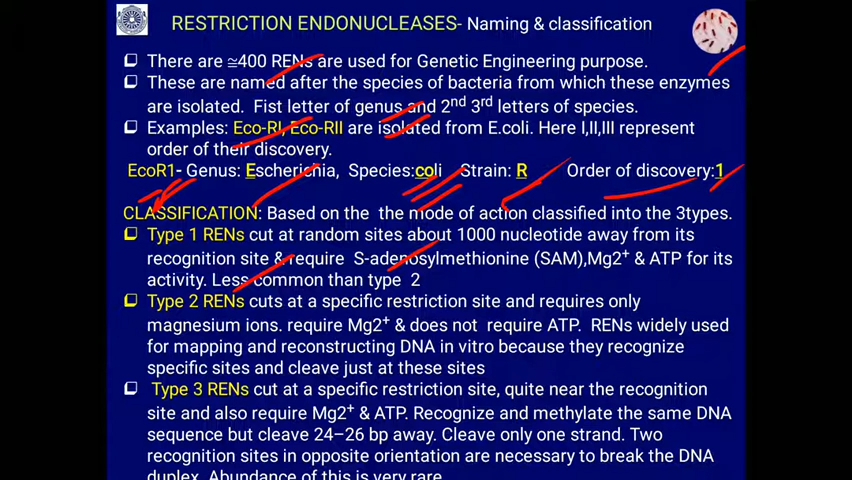 RESTRICTION ENDONUCLEASES- Naming & classification
There are ≅400 RENs are used for Genetic Engineering purpose.
These are named after the species of bacteria from which these enzymes
are isolated. Fist letter of genus and 2nd 3rd letters of species.
Examples: Eco-RI, Eco-RII are isolated from E.coli. Here I,II,III represent
order of their discovery.
EcoR1- Genus: Escherichia, Species:coli Strain: R Order of discovery:1
CLASSIFICATION: Based on the the mode of action classified into the 3types.
Type 1 RENs cut at random sites about 1000 nucleotide away from its
recognition site & require S-adenosylmethionine (SAM),Mg2+ & ATP for its
activity. Less common than type 2
Type 2 RENs cuts at a specific restriction site and requires only
magnesium ions. require Mg2+ & does not require ATP. RENs widely used
for mapping and reconstructing DNA in vitro because they recognize
specific sites and cleave just at these sites
Type 3 RENs cut at a specific restriction site, quite near the recognition
site and also require Mg2+ & ATP. Recognize and methylate the same DNA
sequence but cleave 24–26 bp away. Cleave only one strand. Two
recognition sites in opposite orientation are necessary to break the DNA
duplex. Abundance of this is very rare